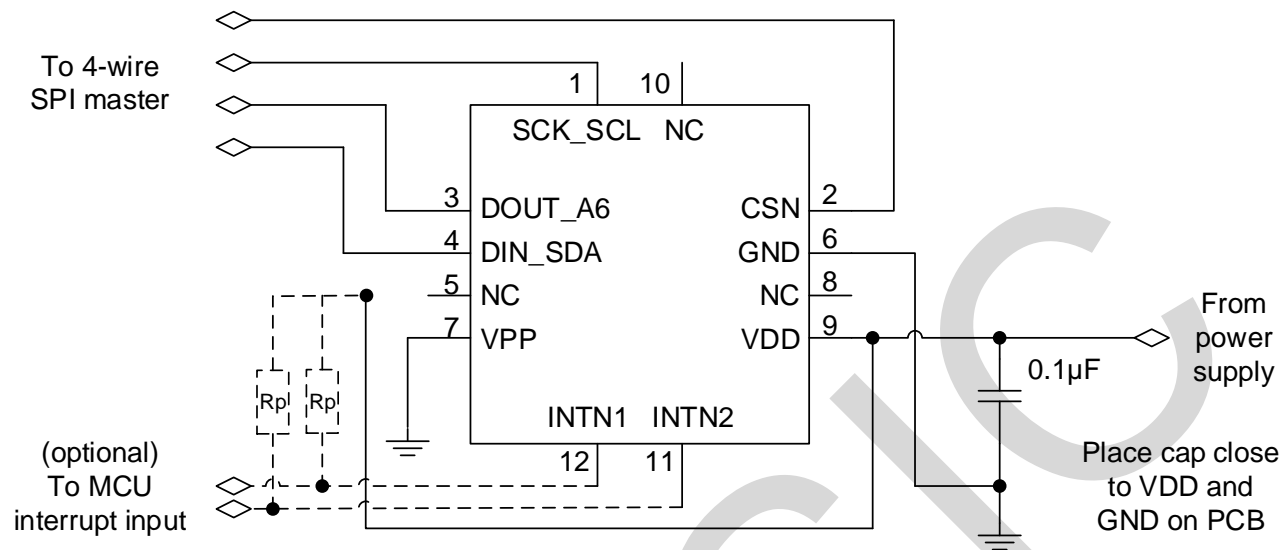 To 4-wire
SPI master
1
10
SCK_SCL
NC
3
DOUT_A6
4
DIN_SDA
5
NC
7
VPP
CSN
2
GND
6
NC
8
VDD
9
INTN1
INTN2
12
11
Rp
Rp
(optional)
To MCU
interrupt input
From
power
supply
0.1µF
Place cap close
to VDD and
GND on PCB